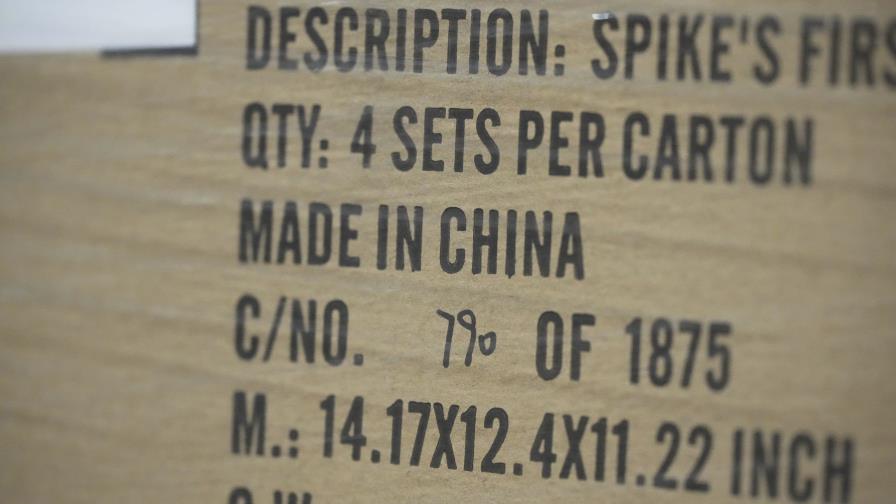 DESCRIPTION: SPIKE'S FIRS
QTY: 4 SETS PER CARTON
MADE IN CHINA
C/NO. 790 OF 1875
M.: 14.17X12.4X11.22 INCH